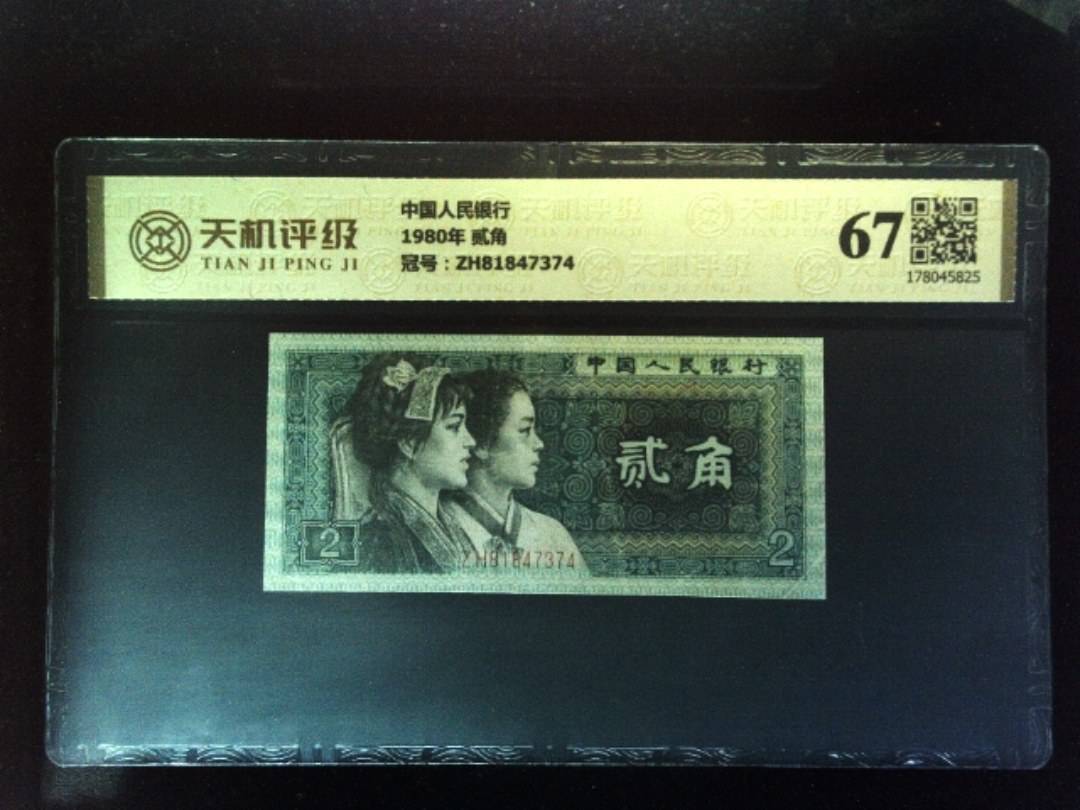 天机评级
TIAN JI PING JI
中国人民银行
1980年 贰角
冠号：ZH81847374
67
178045825
中国人民银行
贰角
2
ZH81847374
2